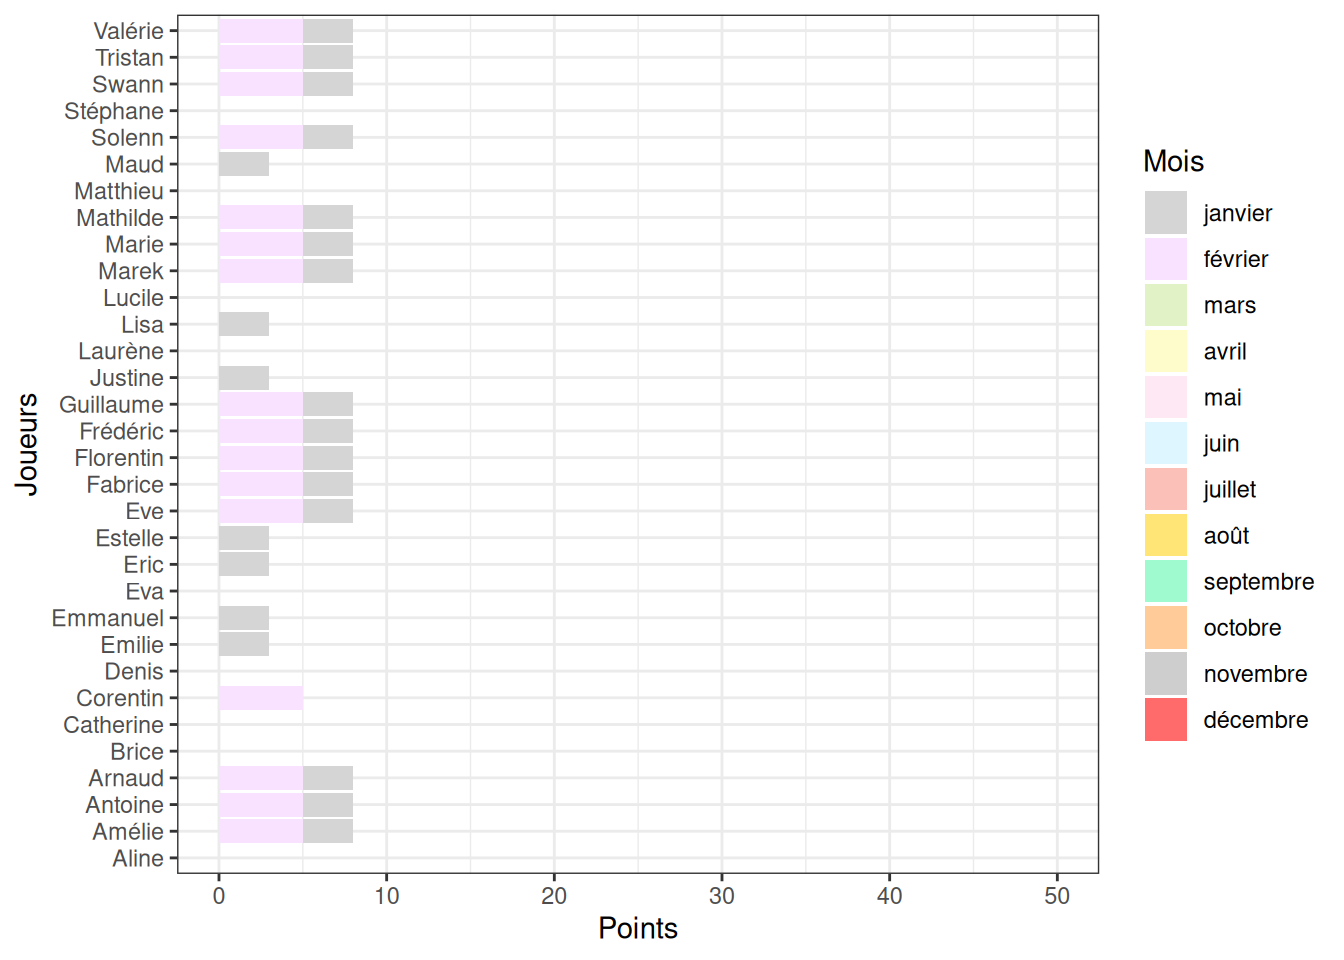 Joueurs
Valérie
Tristan
Swann
Stéphane
Solenn
Maud
Matthieu
Mathilde
Marie
Marek
Lucile
Lisa
Laurène
Justine
Guillaume
Frédéric
Florentin
Fabrice
Eve
Estelle
Eric
Eva
Emmanuel
Emilie
Denis
Corentin
Catherine
Brice
Arnaud
Antoine
Amélie
Aline
0 10 20 30 40 50
Points
Mois
janvier
février
mars
avril
mai
juin
juillet
août
septembre
octobre
novembre
décembre